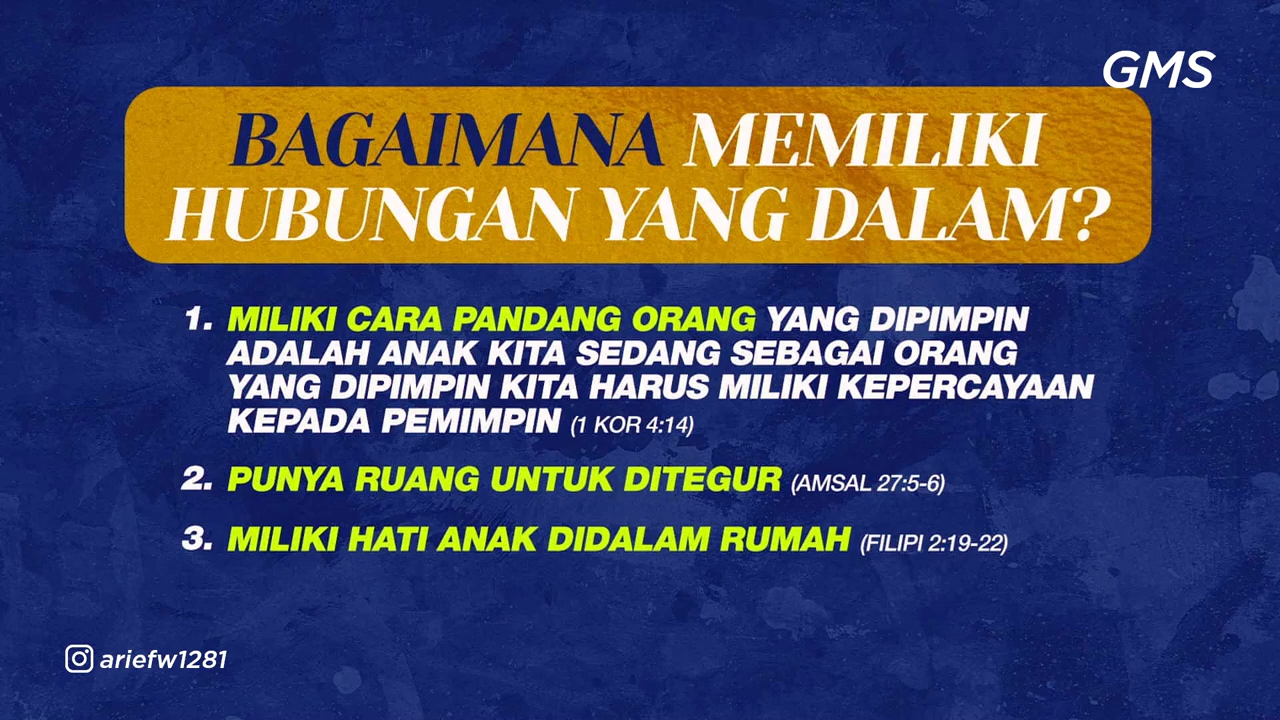 GMS
BAGAIMANA MEMILIKI
HUBUNGAN YANG DALAM?
1. MILIKI CARA PANDANG ORANG YANG DIPIMPIN
ADALAH ANAK KITA SEDANG SEBAGAI ORANG
YANG DIPIMPIN KITA HARUS MILIKI KEPERCAYAAN
KEPADA PEMIMPIN (1 KOR 4:14)
2. PUNYA RUANG UNTUK DITEGUR (AMSAL 27:5-6)
3. MILIKI HATI ANAK DIDALAM RUMAH (FILIPI 2:19-22)
ariefw1281